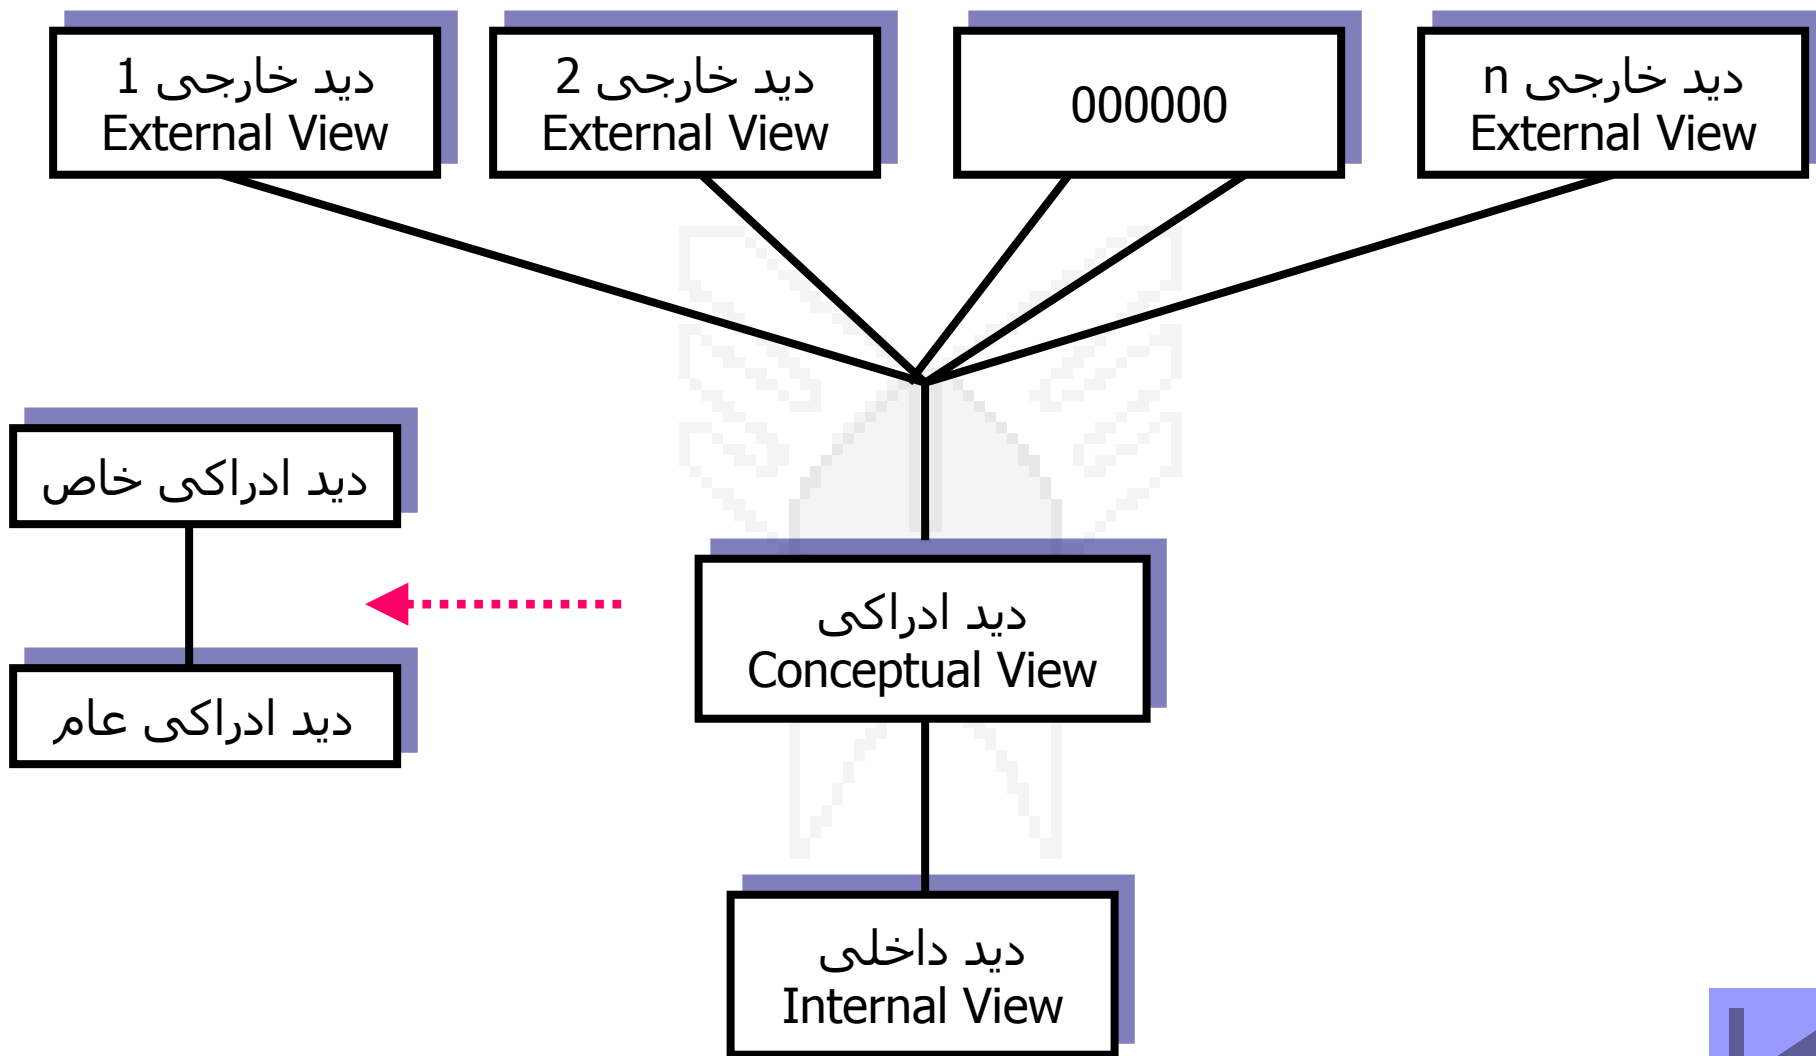 دید خارجی 1
External View
دید خارجی 2
External View
000000
دید خارجی n
External View
دید ادراکی خاص
دید ادراکی عام
دید ادراکی
Conceptual View
دید داخلی
Internal View